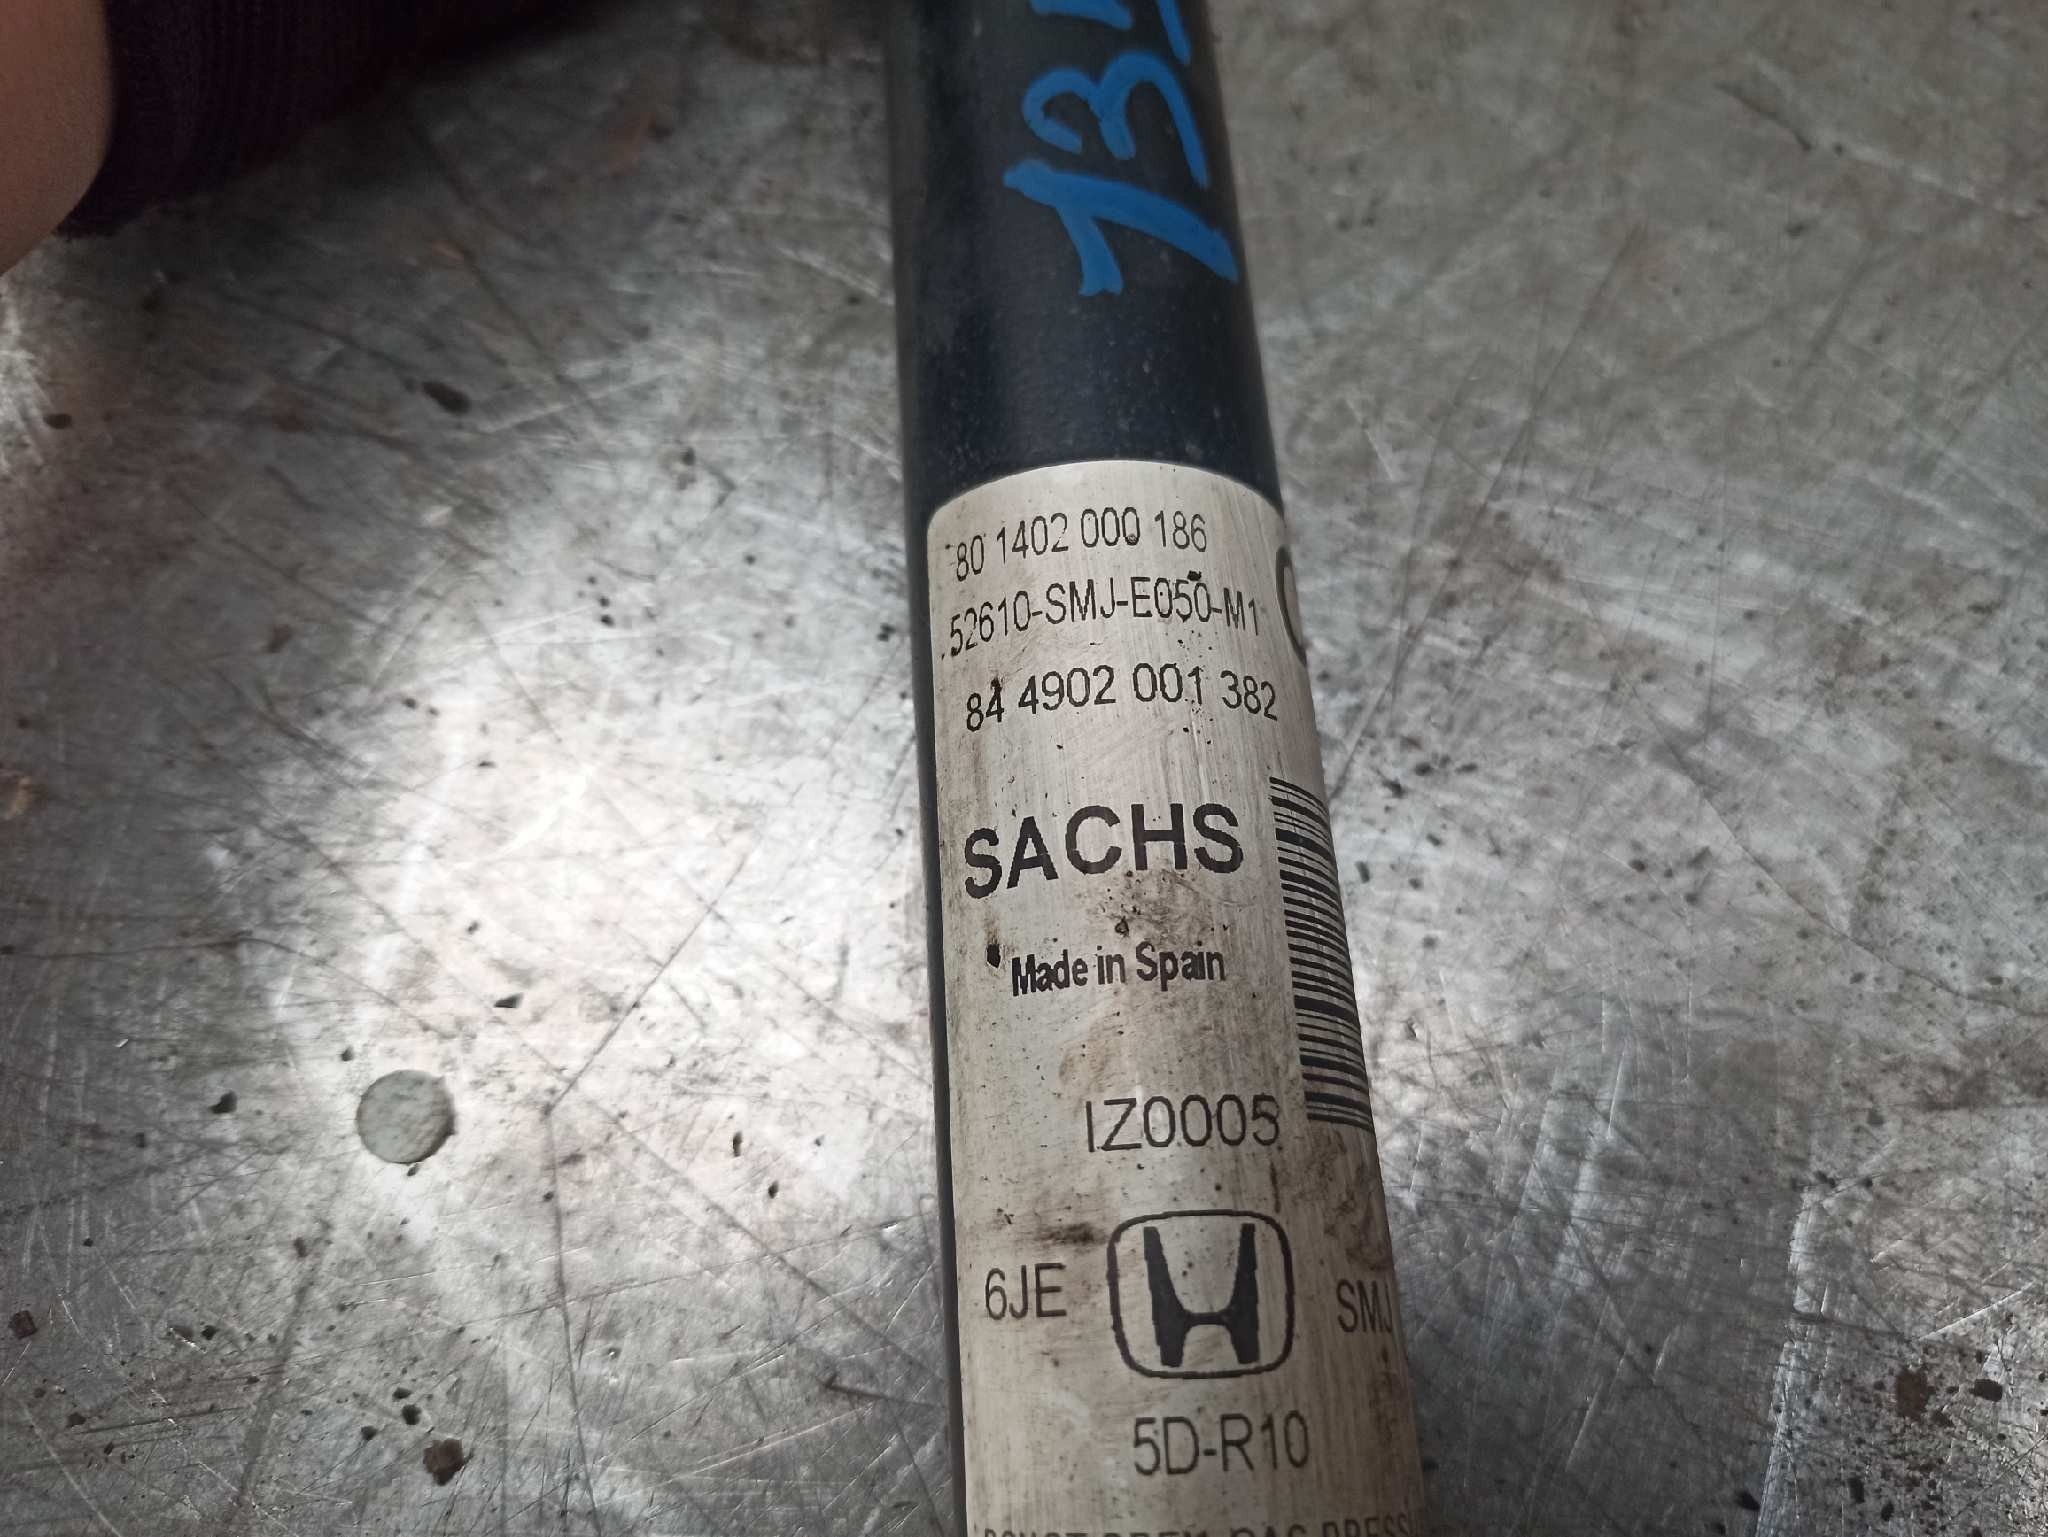 80 1402 000 186
52610-SMJ-E050-M1
84 4902 001 382
SACHS
Made in Spain
IZ0005
6JE SMJ
5D-R10